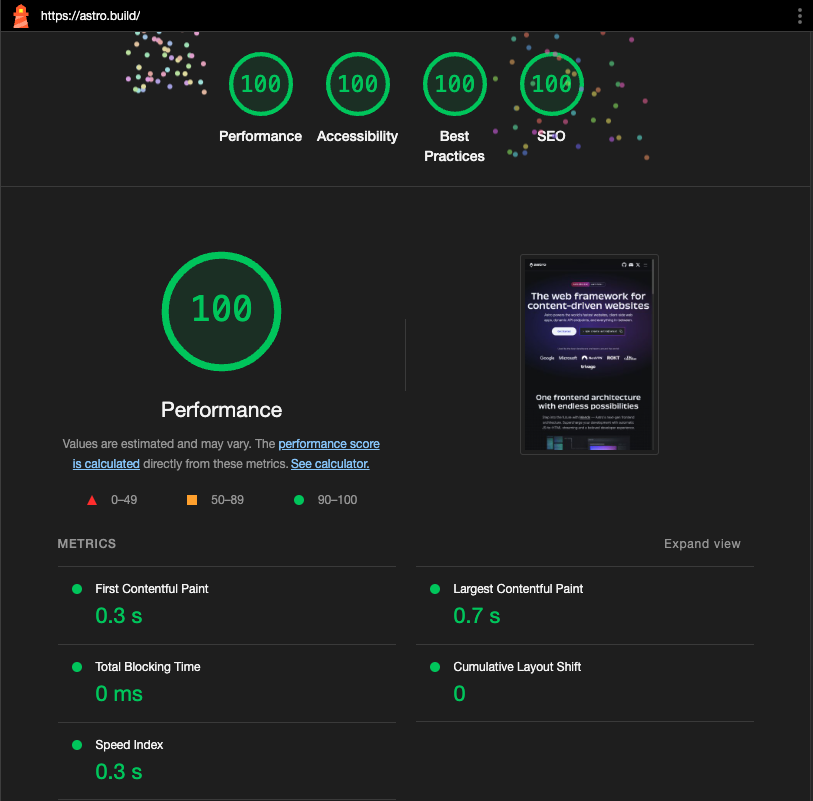 https://astro.build/
100
100
100
100
Performance
Accessibility
Best
Practices
SEO
100
Performance
Values are estimated and may vary. The performance score
is calculated directly from these metrics. See calculator.
0–49
50–89
90–100
The web framework for
content-driven websites
Google
Microsoft
One frontend architecture
with endless possibilities
METRICS
Expand view
First Contentful Paint
0.3 s
Largest Contentful Paint
0.7 s
Total Blocking Time
0 ms
Cumulative Layout Shift
0
Speed Index
0.3 s